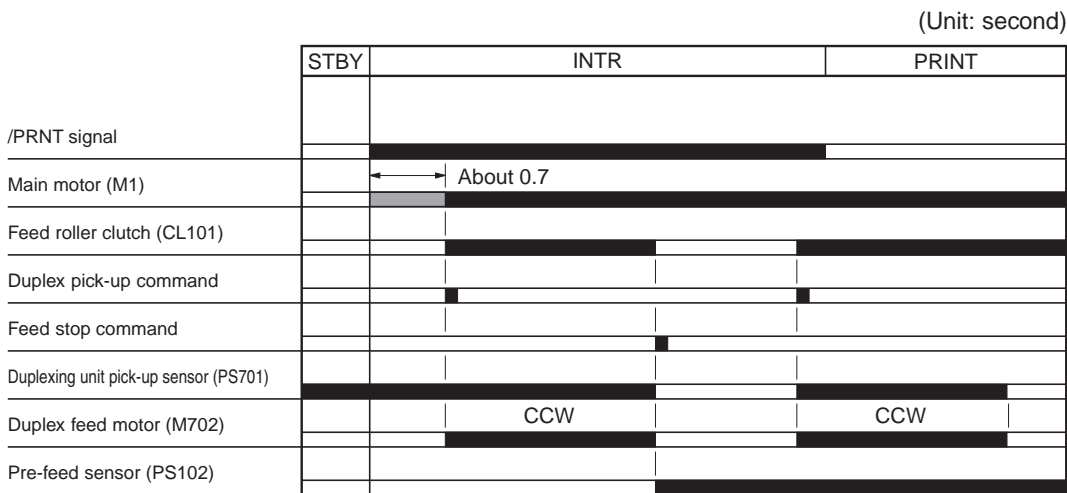 (Unit: second)
STBY INTR PRINT
/PRNT signal
Main motor (M1) About 0.7
Feed roller clutch (CL101)
Duplex pick-up command
Feed stop command
Duplexing unit pick-up sensor (PS701)
Duplex feed motor (M702) CCW CCW
Pre-feed sensor (PS102)